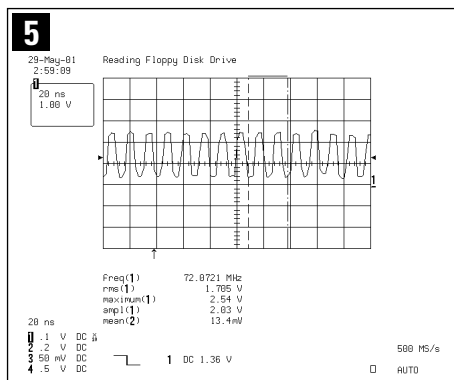 5
29-May-01
2:59:09
Reading Floppy Disk Drive
1
20 ns
1.00 V
1
freq(1) 72.0721 MHz
rms(1) 1.705 V
maximum(1) 2.54 V
ampl(1) 2.03 V
mean(2) 13.4mV
20 ns
1 .1 V DC
2 .2 V DC
3 50 mV DC
4 .5 V DC
1 DC 1.36 V
500 MS/s
AUTO